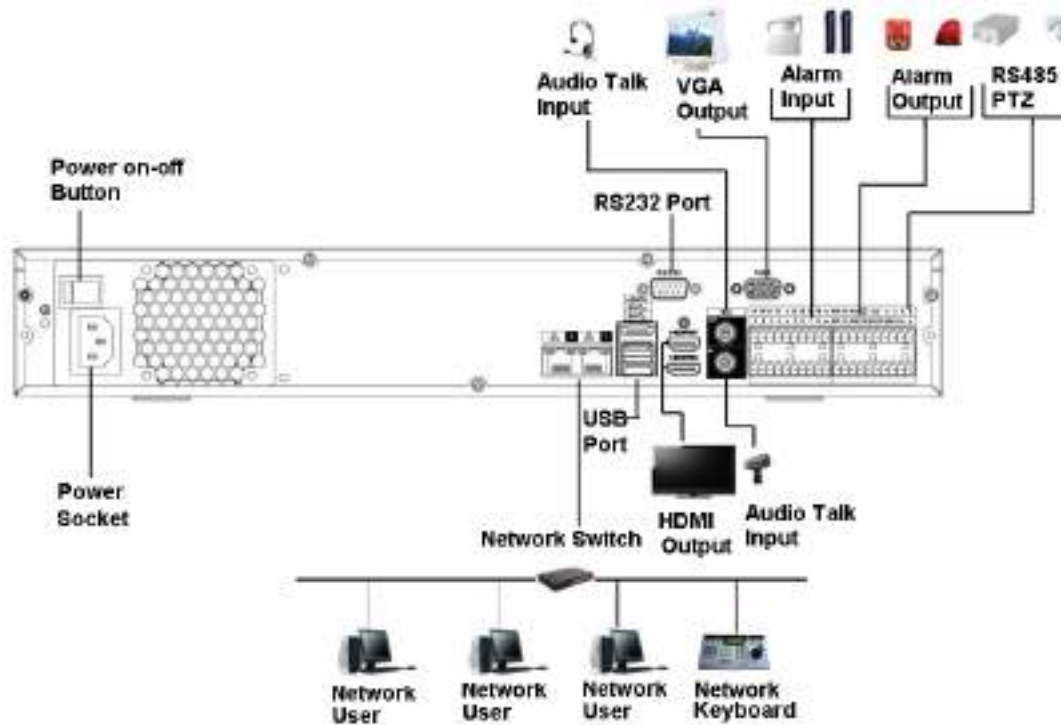 Audio Talk
Input
VGA
Output
Alarm
Input
Alarm
Output
RS485
PTZ
Power on-off
Button
RS232 Port
USB
Port
Power
Socket
Network Switch
HDMI
Output
Audio Talk
Input
Network
User
Network
User
Network
User
Network
Keyboard